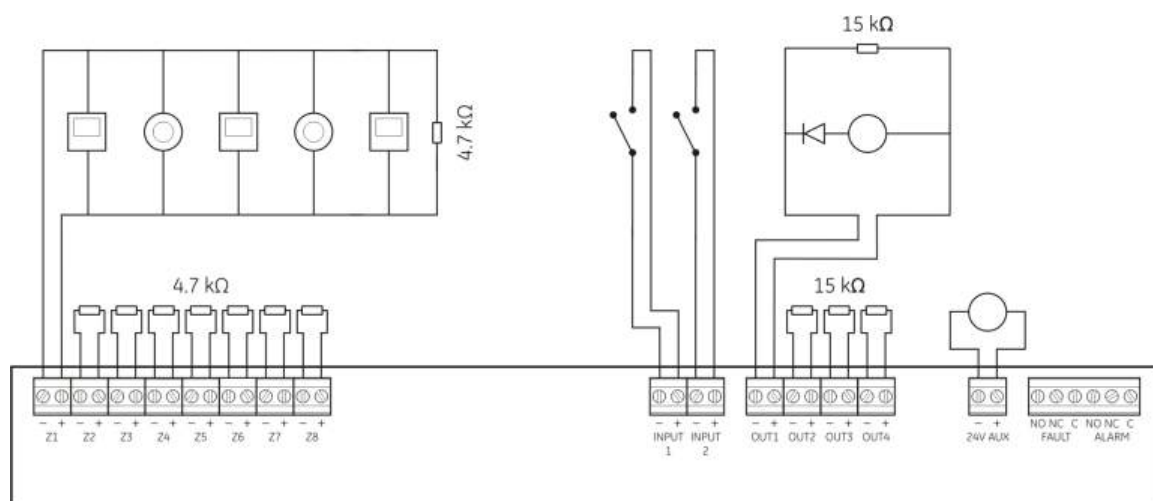 15 kΩ
4.7 kΩ
4.7 kΩ
15 kΩ
− + − + − + − + − + − + − + − +
Z1 Z2 Z3 Z4 Z5 Z6 Z7 Z8
− + − +
INPUT INPUT
1 2
− + − + − + − +
OUT1 OUT2 OUT3 OUT4
− +
24V AUX
NO NC C NO NC C
FAULT ALARM